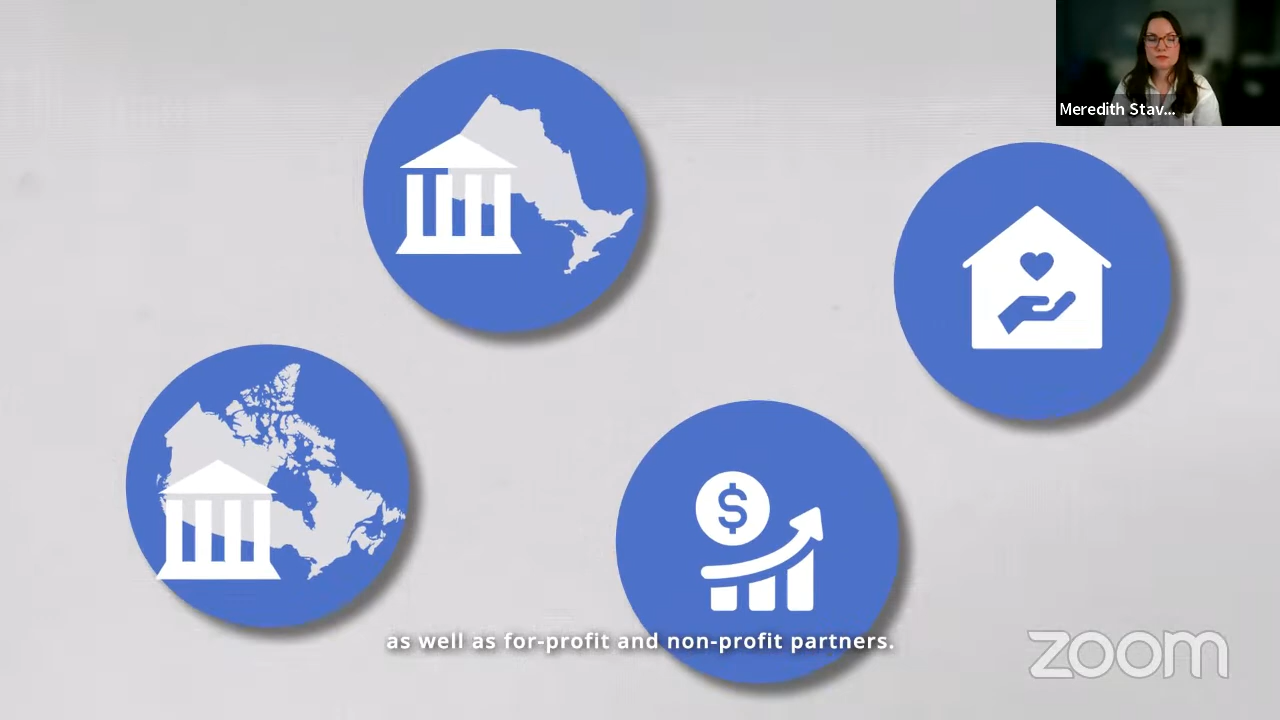 Meredith Stav...
$
as well as for-profit and non-profit partners.
zoom